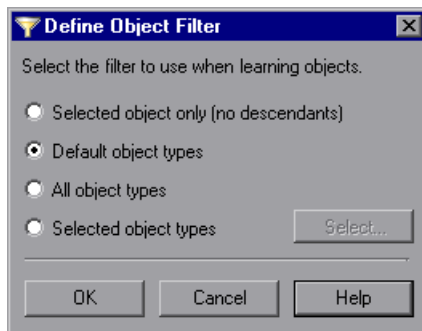 Define Object Filter
Select the filter to use when learning objects.
Selected object only (no descendants)
Default object types
All object types
Selected object types
Select...
OK
Cancel
Help